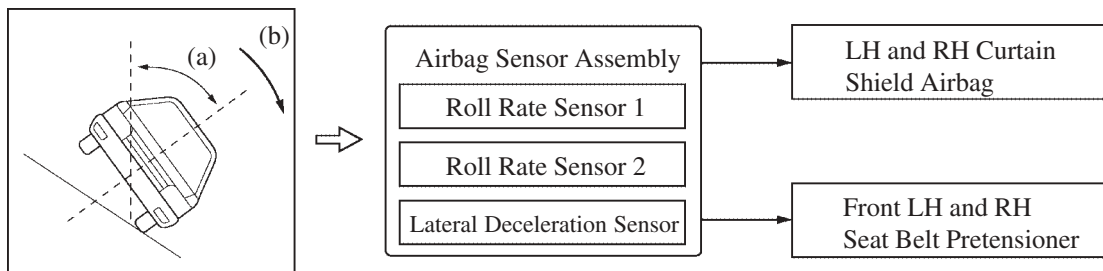 (a)
(b)
Airbag Sensor Assembly
Roll Rate Sensor 1
Roll Rate Sensor 2
Lateral Deceleration Sensor
LH and RH Curtain
Shield Airbag
Front LH and RH
Seat Belt Pretensioner